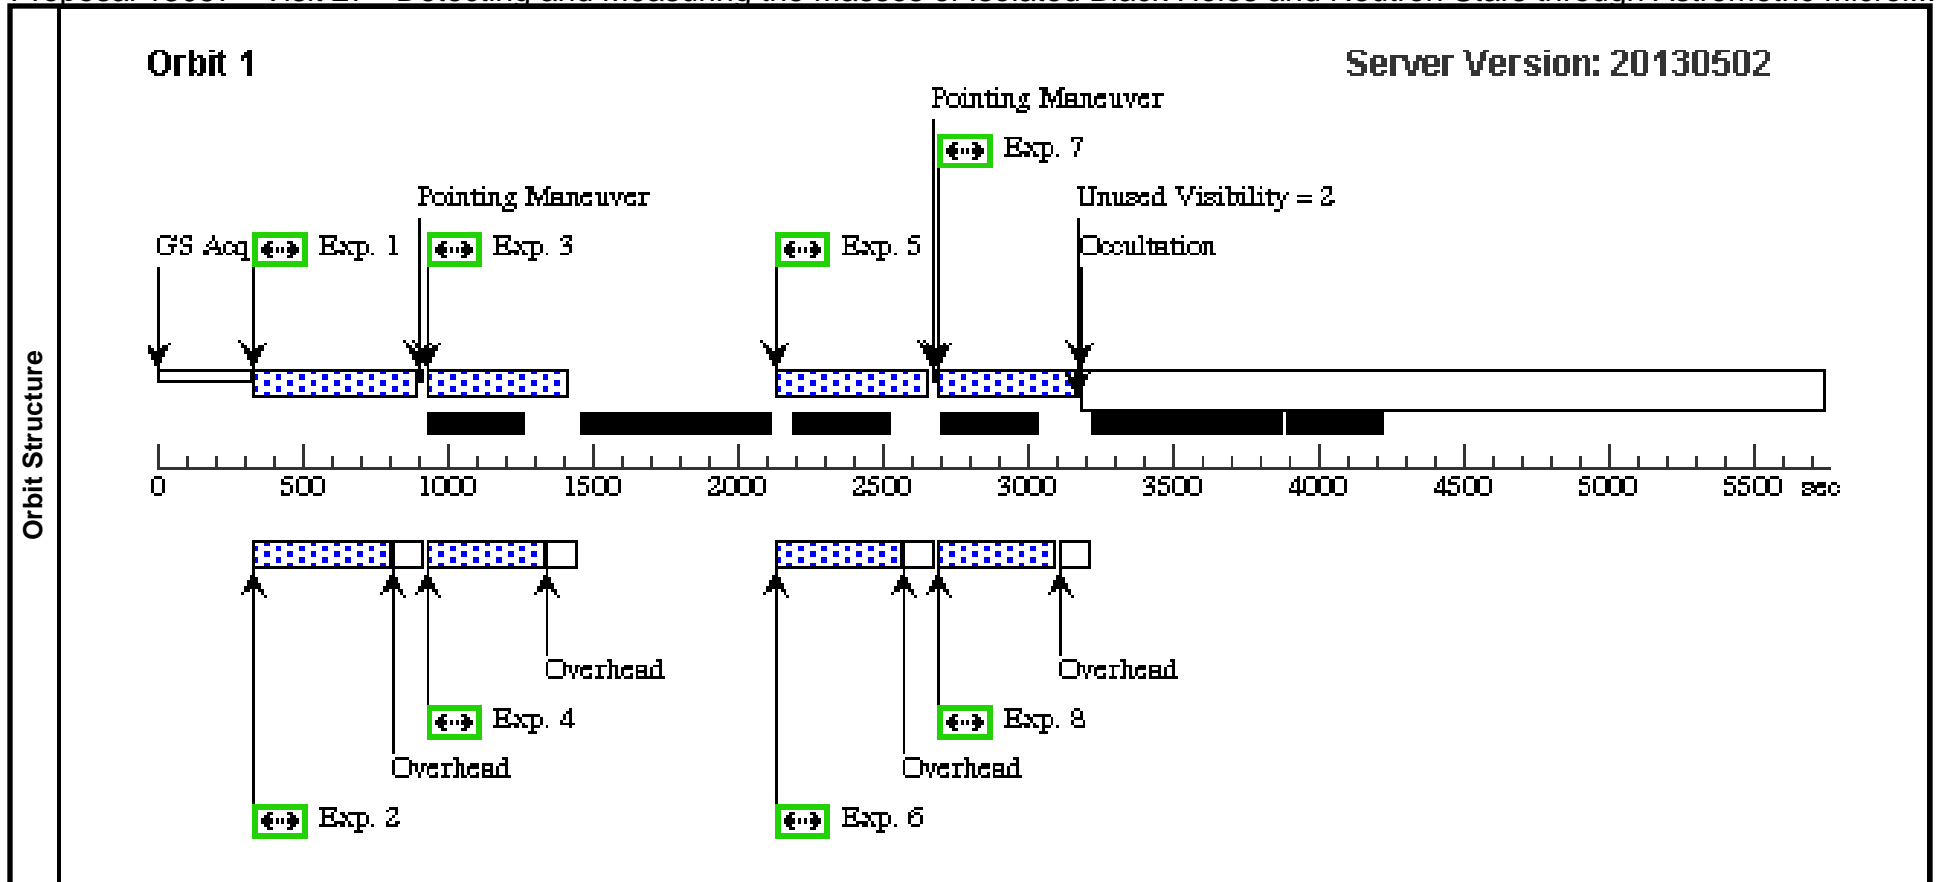 Orbit Structure
Orbit 1
Server Version: 20130502
Pointing Maneuver
Exp. 7
Pointing Maneuver
Unused Visibility = 2
GS Acq
Exp. 1
Exp. 3
Exp. 5
Occultation
0 500 1000 1500 2000 2500 3000 3500 4000 4500 5000 5500 sec
Overhead
Overhead
Exp. 4
Exp. 8
Overhead
Overhead
Exp. 2
Exp. 6